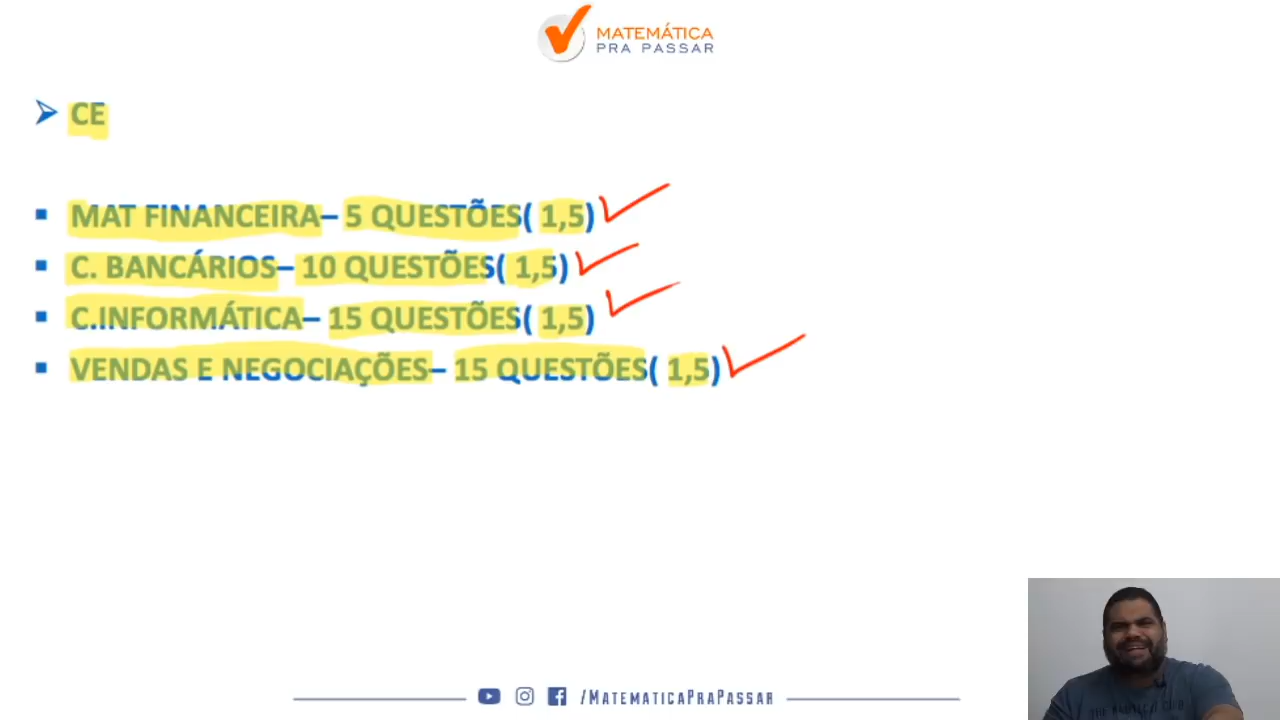 MATEMÁTICA
PRA PASSAR
CE
MAT FINANCEIRA– 5 QUESTÕES( 1,5)
C. BANCÁRIOS– 10 QUESTÕES( 1,5)
C.INFORMÁTICA– 15 QUESTÕES( 1,5)
VENDAS E NEGOCIAÇÕES– 15 QUESTÕES( 1,5)
/MATEMATICAPRAPASSAR